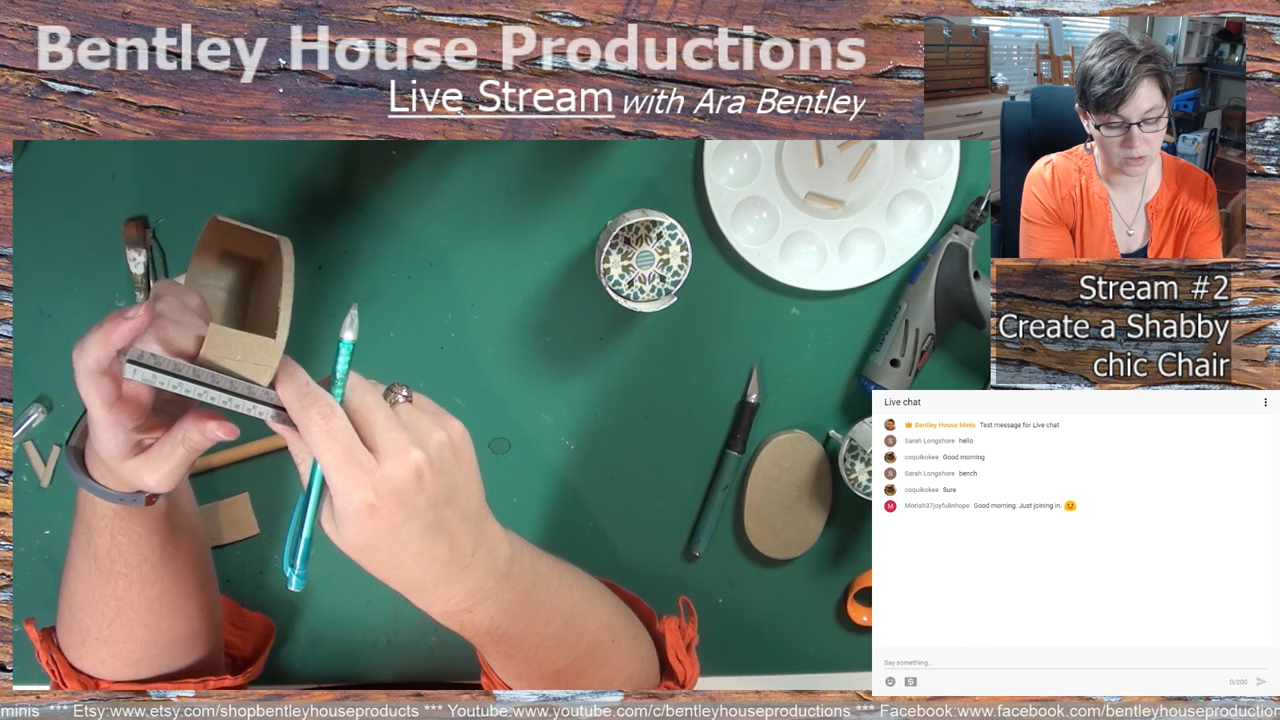 Bentley House Productions
Live Stream with Ara Bentley
Stream #2
Create a Shabby
chic Chair
Live chat
Bentley House Minis Test message for Live chat
Sarah Longshore hello
coquikokee Good morning
Sarah Longshore bench
coquikokee Sure
M Moriah37joyfulinhope Good morning. Just joining in.
Say something...
0/200
minis *** Etsy:www.etsy.com/shopbentleyhouseproducts *** Youtube:www.youtube.com/c/bentleyhouseproductions *** Facebook:www.facebook.com/bentleyhouseproduction